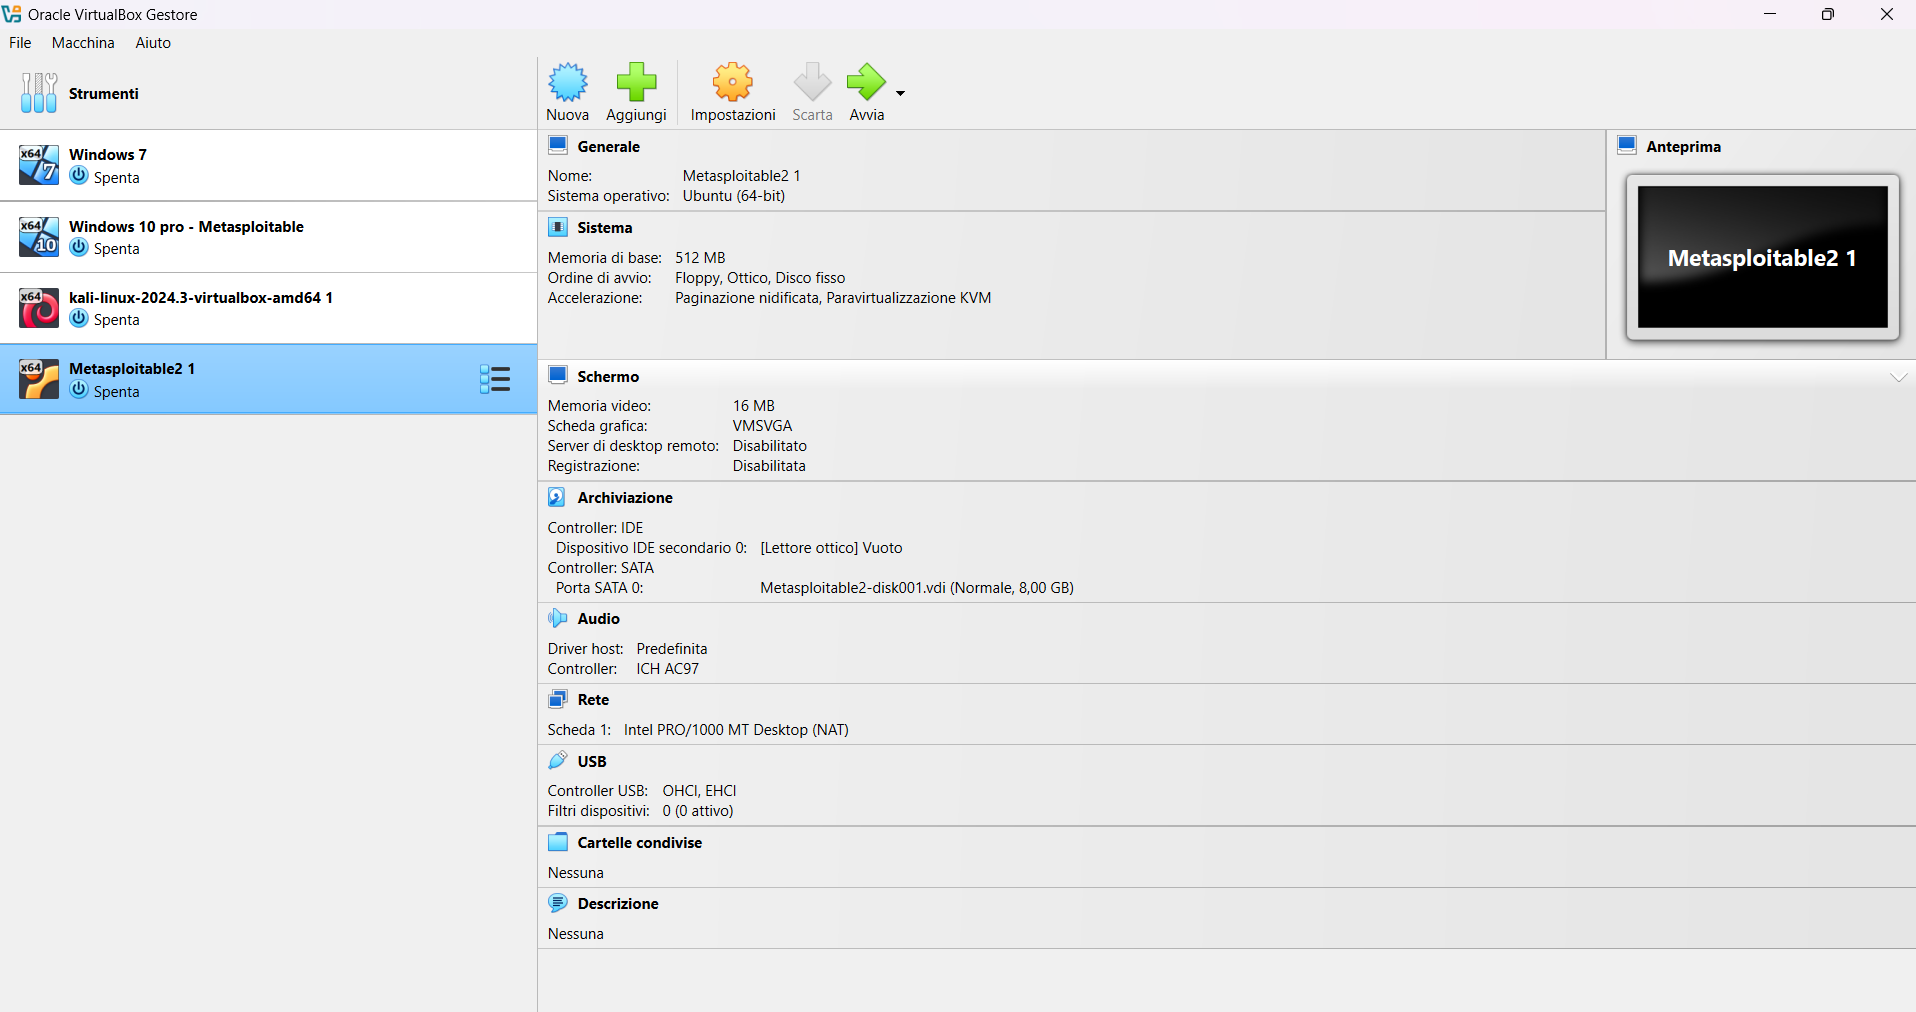 Oracle VirtualBox Gestore
File Macchina Aiuto
Strumenti
Nuova Aggiungi Impostazioni Scarta Avvia
x64 7 Windows 7
Spenta
x64 10 Windows 10 pro - Metasploitable
Spenta
x64 kali-linux-2024.3-virtualbox-amd64 1
Spenta
x64 Metasploitable2 1
Spenta
Generale
Nome: Metasploitable2 1
Sistema operativo: Ubuntu (64-bit)
Sistema
Memoria di base: 512 MB
Ordine di avvio: Floppy, Ottico, Disco fisso
Accelerazione: Paginazione nidificata, Paravirtualizzazione KVM
Anteprima
Metasploitable2 1
Schermo
Memoria video: 16 MB
Scheda grafica: VMSVGA
Server di desktop remoto: Disabilitato
Registrazione: Disabilitata
Archiviazione
Controller: IDE
Dispositivo IDE secondario 0: [Lettore ottico] Vuoto
Controller: SATA
Porta SATA 0: Metasploitable2-disk001.vdi (Normale, 8,00 GB)
Audio
Driver host: Predefinita
Controller: ICH AC97
Rete
Scheda 1: Intel PRO/1000 MT Desktop (NAT)
USB
Controller USB: OHCI, EHCI
Filtri dispositivi: 0 (0 attivo)
Cartelle condivise
Nessuna
Descrizione
Nessuna